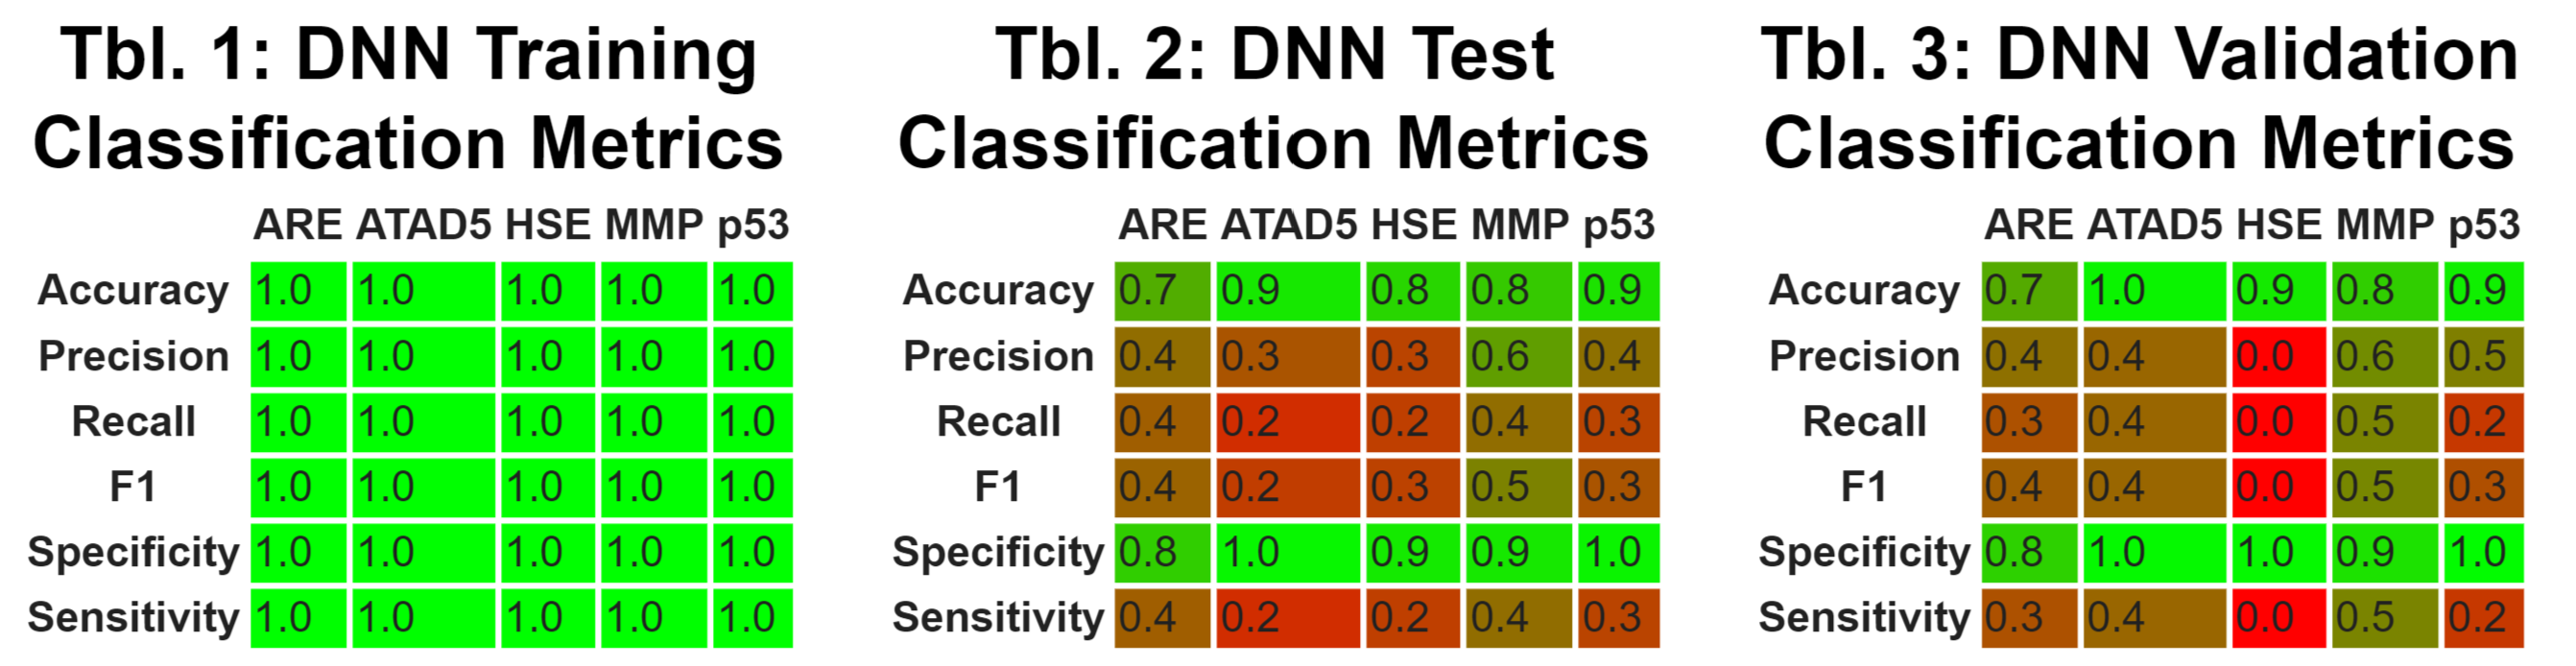 Tbl. 1: DNN Training
Classification Metrics
ARE ATAD5 HSE MMP p53
Accuracy 1.0 1.0 1.0 1.0 1.0
Precision 1.0 1.0 1.0 1.0 1.0
Recall 1.0 1.0 1.0 1.0 1.0
F1 1.0 1.0 1.0 1.0 1.0
Specificity 1.0 1.0 1.0 1.0 1.0
Sensitivity 1.0 1.0 1.0 1.0 1.0
Tbl. 2: DNN Test
Classification Metrics
ARE ATAD5 HSE MMP p53
Accuracy 0.7 0.9 0.8 0.8 0.9
Precision 0.4 0.3 0.3 0.6 0.4
Recall 0.4 0.2 0.2 0.4 0.3
F1 0.4 0.2 0.3 0.5 0.3
Specificity 0.8 1.0 0.9 0.9 1.0
Sensitivity 0.4 0.2 0.2 0.4 0.3
Tbl. 3: DNN Validation
Classification Metrics
ARE ATAD5 HSE MMP p53
Accuracy 0.7 1.0 0.9 0.8 0.9
Precision 0.4 0.4 0.0 0.6 0.5
Recall 0.3 0.4 0.0 0.5 0.2
F1 0.4 0.4 0.0 0.5 0.3
Specificity 0.8 1.0 1.0 0.9 1.0
Sensitivity 0.3 0.4 0.0 0.5 0.2